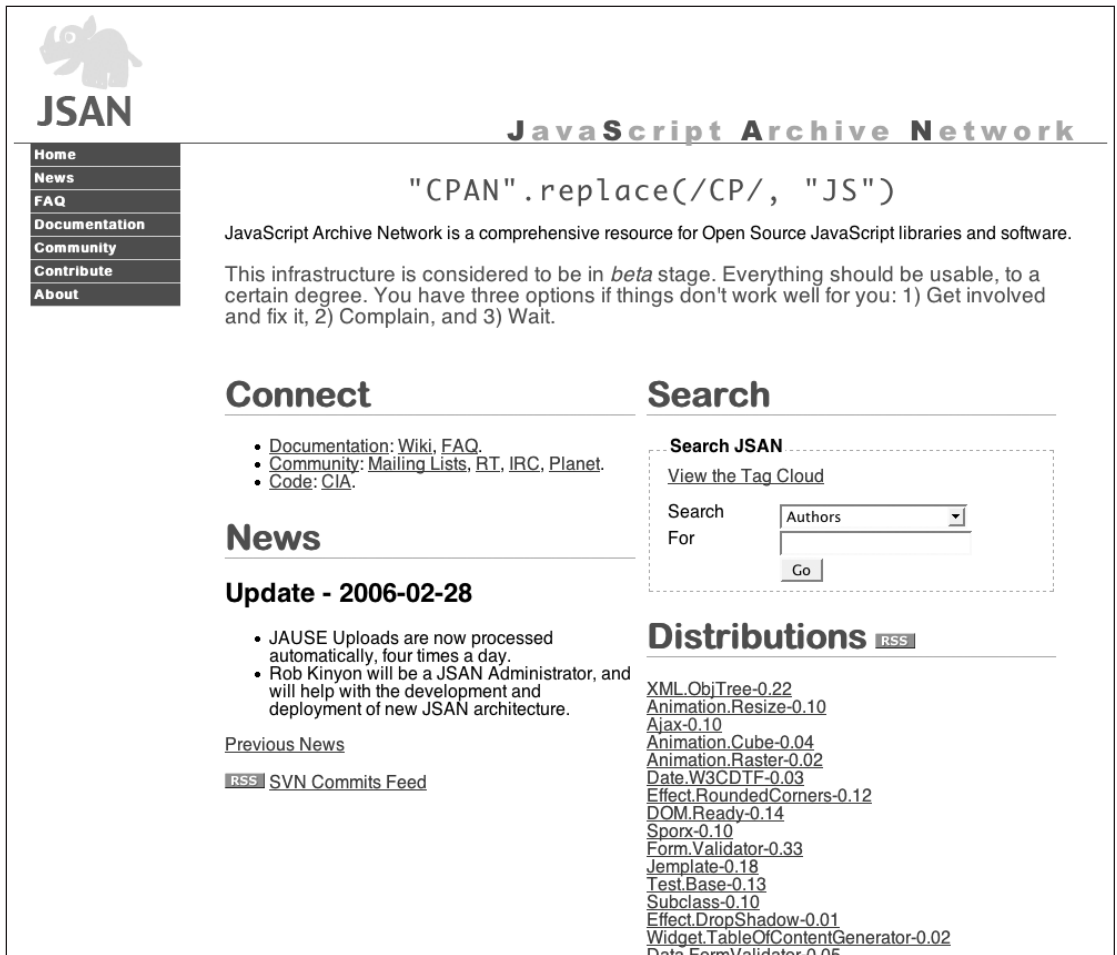 JSAN
JavaScript Archive Network
Home
News
FAQ
Documentation
Community
Contribute
About
"CPAN".replace(/CP/, "JS")
JavaScript Archive Network is a comprehensive resource for Open Source JavaScript libraries and software.
This infrastructure is considered to be in beta stage. Everything should be usable, to a
certain degree. You have three options if things don't work well for you: 1) Get involved
and fix it, 2) Complain, and 3) Wait.
Connect
• Documentation: Wiki, FAQ.
• Community: Mailing Lists, RT, IRC, Planet.
• Code: CIA.
News
Update - 2006-02-28
• JAUSE Uploads are now processed
automatically, four times a day.
• Rob Kinyon will be a JSAN Administrator, and
will help with the development and
deployment of new JSAN architecture.
Previous News
RSS SVN Commits Feed
Search
Search JSAN
View the Tag Cloud
Search Authors
For
Go
Distributions RSS
XML.ObjTree-0.22
Animation.Resize-0.10
Ajax-0.10
Animation.Cube-0.04
Animation.Raster-0.02
Date.W3CDTF-0.03
Effect.RoundedCorners-0.12
DOM.Ready-0.14
Sporx-0.10
Form.Validator-0.33
Jemplate-0.18
Test.Base-0.13
Subclass-0.10
Effect.DropShadow-0.01
Widget.TableOfContentGenerator-0.02
Data.FormValidator-0.05